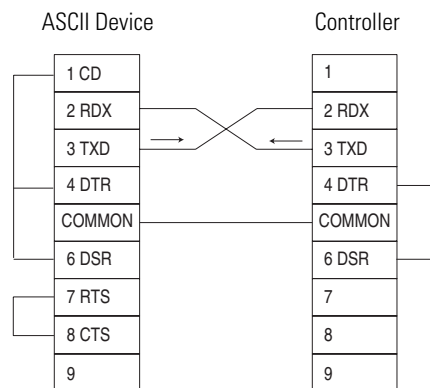 ASCII Device
Controller
1 CD
2 RDX
3 TXD
4 DTR
COMMON
6 DSR
7 RTS
8 CTS
9
1
2 RDX
3 TXD
4 DTR
COMMON
6 DSR
7
8
9